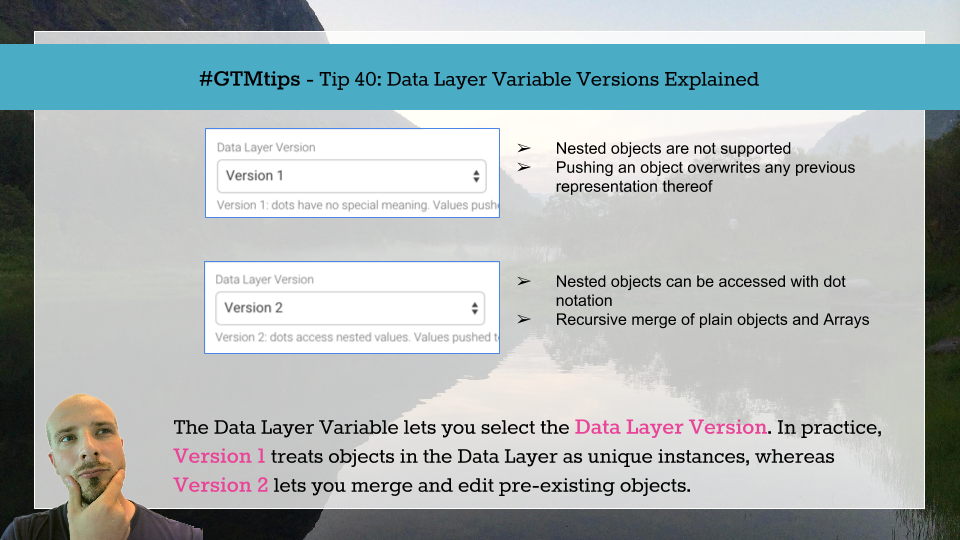 #GTMtips - Tip 40: Data Layer Variable Versions Explained
Data Layer Version
Version 1
Version 1: dots have no special meaning. Values push
➢ Nested objects are not supported
➢ Pushing an object overwrites any previous
representation thereof
Data Layer Version
Version 2
Version 2: dots access nested values. Values pushed t
➢ Nested objects can be accessed with dot
notation
➢ Recursive merge of plain objects and Arrays
The Data Layer Variable lets you select the Data Layer Version. In practice,
Version 1 treats objects in the Data Layer as unique instances, whereas
Version 2 lets you merge and edit pre-existing objects.